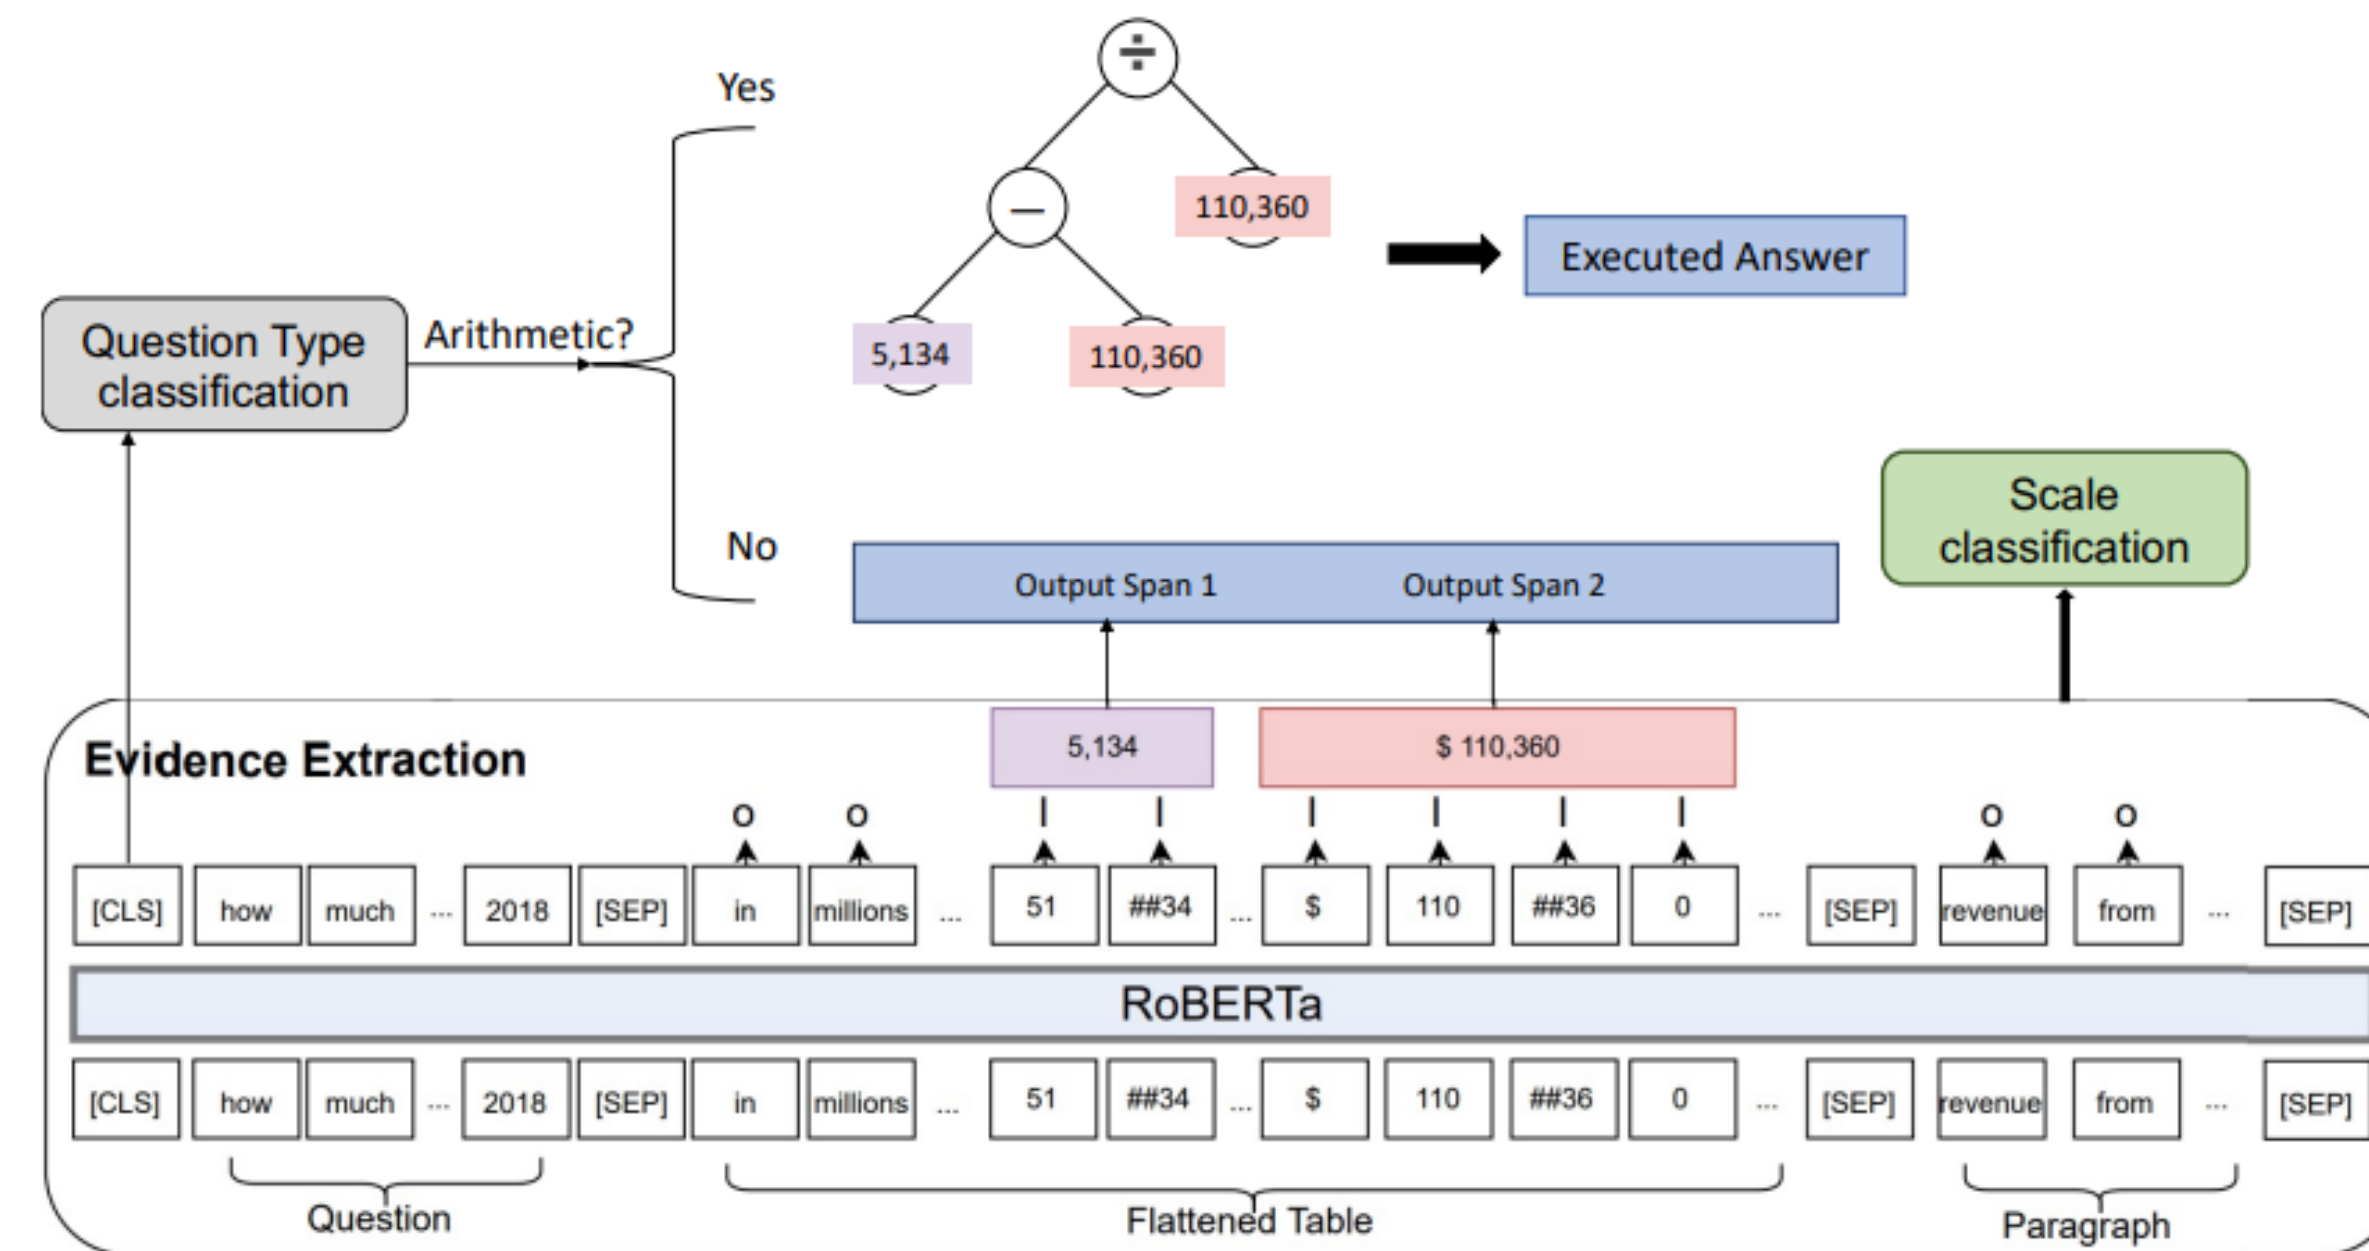 ÷
Yes
–
110,360
Executed Answer
5,134
110,360
Question Type
classification
Arithmetic?
Scale
classification
No
Output Span 1 Output Span 2
Evidence Extraction
5,134 $ 110,360
O O I I I I I I O O
[CLS] how much ... 2018 [SEP] in millions ... 51 ##34 ... $ 110 ##36 0 ... [SEP] revenue from ... [SEP]
RoBERTa
[CLS] how much ... 2018 [SEP] in millions ... 51 ##34 ... $ 110 ##36 0 ... [SEP] revenue from ... [SEP]
Question Flattened Table Paragraph